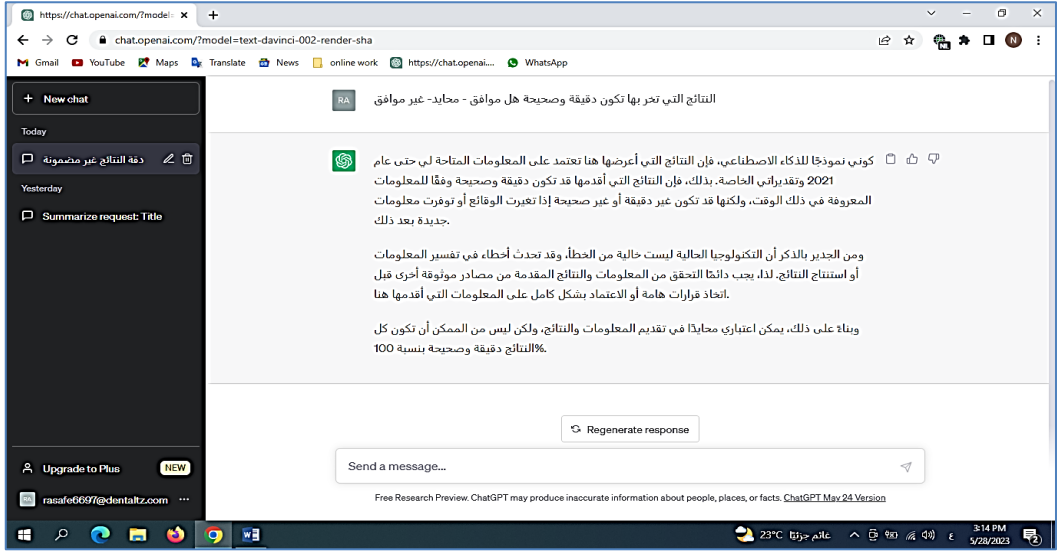 https://chat.openai.com/?model=
chat.openai.com/?model=text-davinci-002-render-sha
Gmail
YouTube
Maps
Translate
News
online work
https://chat.openai....
WhatsApp
NL
N
+ New chat
Today
دقة النتائج غير مضمونة
Yesterday
Summarize request: Title
Upgrade to Plus
NEW
rasafe6697@dentaltz.com
RA
النتائج التي تخر بها تكون دقيقة وصحيحة هل موافق - محايد- غير موافق
كوني نموذجًا للذكاء الاصطناعي، فإن النتائج التي أعرضها هنا تعتمد على المعلومات المتاحة لي حتى عام
2021 وتقديراتي الخاصة. بذلك، فإن النتائج التي أقدمها قد تكون دقيقة وصحيحة وفقًا للمعلومات
المعروفة في ذلك الوقت، ولكنها قد تكون غير دقيقة أو غير صحيحة إذا تغيرت الوقائع أو توفرت معلومات
جديدة بعد ذلك.
ومن الجدير بالذكر أن التكنولوجيا الحالية ليست خالية من الخطأ، وقد تحدث أخطاء في تفسير المعلومات
أو استنتاج النتائج. لذا، يجب دائمًا التحقق من المعلومات والنتائج المقدمة من مصادر موثوقة أخرى قبل
اتخاذ قرارات هامة أو الاعتماد بشكل كامل على المعلومات التي أقدمها هنا.
وبناءً على ذلك، يمكن اعتباري محايدًا في تقديم المعلومات والنتائج، ولكن ليس من الممكن أن تكون كل
النتائج دقيقة وصحيحة بنسبة 100%.
Regenerate response
Send a message...
Free Research Preview. ChatGPT may produce inaccurate information about people, places, or facts. ChatGPT May 24 Version
23°C غائم جزئيًا
ع
3:14 PM
5/28/2023
2